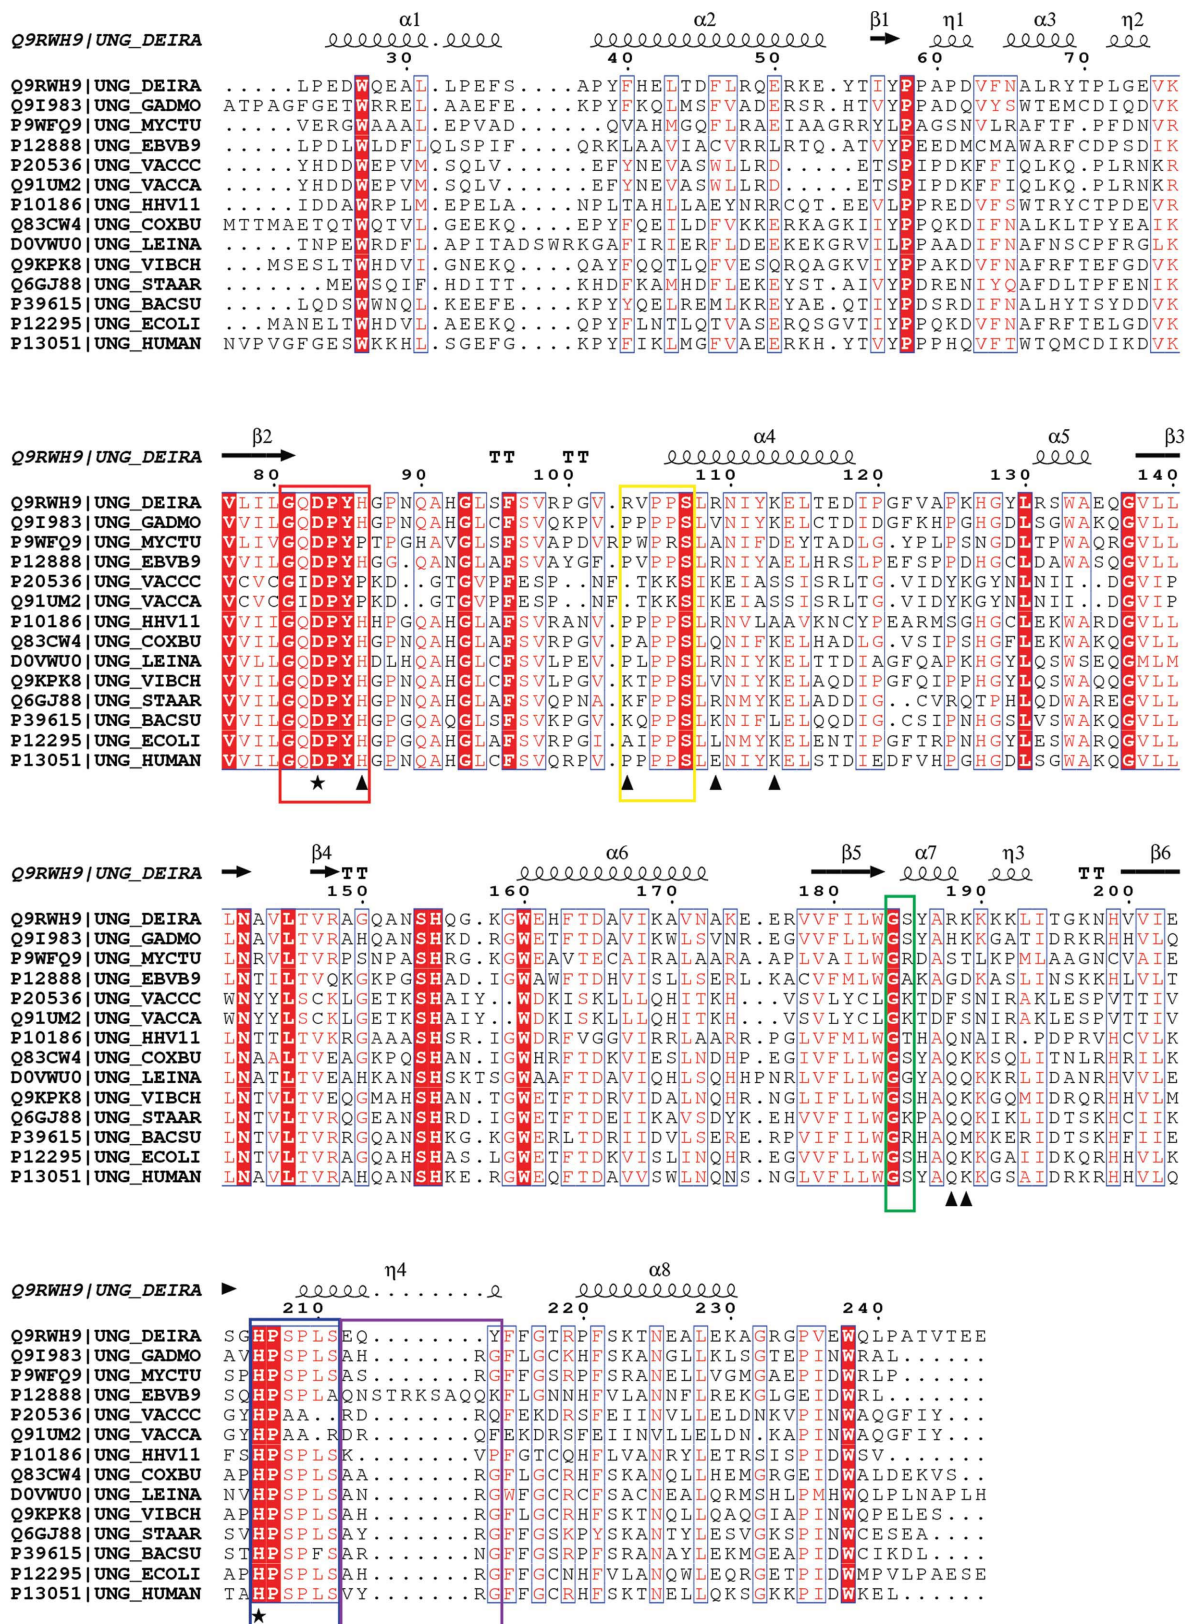 α1 α2 β1 η1 α3 η2
Q9RWH9|UNG_DEIRA
30 40 50 60 70
Q9RWH9|UNG_DEIRA .....LPEDWQEAL.LPEFS.....APYFHELTDFLRQERKE.YTIYPPAPDVFNALRYTPLGEVK
Q9I983|UNG_GADMO ATPAGFGETWRREL.AAEFE.....KPYFKQLMSFVADERSR.HTVYPPADQVYSWTEMCDIQDVK
P9WFQ9|UNG_MYCTU .....VERGWAAAL.EPVAD......QVAHMGQFLRAEIAAGRRYLPAGSNVLRAFTF.PFDNVR
P12888|UNG_EBVB9 .....LPDLWLDFLQLSPIF.....QRKLAAVIACVRRLRTQ.ATVYPPEEDMCMAWARFCDPSDIK
P20536|UNG_VACCC .....YHDDWEPVM.SQLV......EFYNEVASWLLRD.....ETSPIPDKFFIQLKQ.PLRNKR
Q91UM2|UNG_VACCA .....YHDDWEPVM.SQLV......EFYNEVASWLLRD.....ETSPIPDKFFIQLKQ.PLRNKR
P10186|UNG_HHV11 .....IDDAWRPLM.EPELA.....NPLTAHLLAEYNRRCQT.EEVLPPREDVFSWTRYCTPDEVR
Q83CW4|UNG_COXBU MTTMAETQTWQTVL.GEEKQ.....EPYFQEILDFVKKERKAGKIIYPPQKDIFNALKLTPYEAIK
D0VWU0|UNG_LEINA .....TNPEWRDFL.APITADSWRKGAFIRIERFLDEEKEKGRVILPPAADIFNAFNSCPFRGLK
Q9KPK8|UNG_VIBCH ...MSESLTWHDVI.GNEKQ.....QAYFQQTLQFVESQRQAGKVIYPPAKDVFNAFRFTEFGDVK
Q6GJ88|UNG_STAAR .......MEWSQIF.HDITT.....KHDFKAMHDFLEKEYST.AIVYPDRENIYQAFDLTPFENIK
P39615|UNG_BACSU .....LQDSWWNQL.KEEFE.....KPYYQELREMLKREYAE.QTIYPDSRDIFNALHYTSYDDVK
P12295|UNG_ECOLI ...MANELTWHDVL.AEEKQ.....QPYFLNTLQTVASERQSGVTIYPPQKDVFNAFRFTELGDVK
P13051|UNG_HUMAN NVPVGFGESWKKHL.SGEFG.....KPYFIKLMGFVAEERKH.YTVYPPPHQVFTWTQMCDIKDVK
β2 TT TT α4 α5 β3
Q9RWH9|UNG_DEIRA
80 90 100 110 120 130 140
Q9RWH9|UNG_DEIRA VLILGQDPYHGPNQAHGLSFSVRPGV.RVPPSLRNIYKELTEDIPGFVAPKHGYLRSWAEQGVLL
Q9I983|UNG_GADMO VVILGQDPYHGPNQAHGLCFSVQKPV.PPPPSLVNIYKELCTDIDGFKHPGHGDLSGWAKQGVLL
P9WFQ9|UNG_MYCTU VLIVGQDPYPTPGHAVGLSFSVAPDVRPWPRSLANIFDEYTADLG.YPLPSNGDLTPWAQRGVLL
P12888|UNG_EBVB9 VVILGQDPYHGG.QANGLAFSVAYGF.PVPPSLRNIYAELHRSLPEFSPPDHGCLDAWASQGVLL
P20536|UNG_VACCC VCVCGIDPYPKD..GTGVPFESP..NF.TKKSIKEIASSISRLTG.VIDYKGYNLNII..DGVIP
Q91UM2|UNG_VACCA VCVCGIDPYPKD..GTGVPFESP..NF.TKKSIKEIASSISRLTG.VIDYKGYNLNII..DGVIP
P10186|UNG_HHV11 VVIIGQDPYHHPGQAHGLAFSVRANV.PPPPSLRNVLAAVKNCYPEARMSGHGCLEKWARDGVLL
Q83CW4|UNG_COXBU VVILGQDPYHGPNQAHGLCFSVKPGV.PAPPSLQNIFKELHADLG.VSIPSHGFLEKWAKQGVLL
D0VWU0|UNG_LEINA VVLLGQDPYHDLHQAHGLCFSVLPEV.PLPPSLRNIYKELTTDIAGFQAPKHGYLQSWSEQGMLM
Q9KPK8|UNG_VIBCH VVILGQDPYHGPNQAHGLCFSVLPGV.KTPPSLVNIYKELAQDIPGFQIPPHGYLQSWAQQGVLL
Q6GJ88|UNG_STAAR VVILGQDPYHGPNQAHGLAFSVQPNA.KFPPSLRNMYKELADDIG..CVRQTPHLQDWAREGVLL
P39615|UNG_BACSU VVILGQDPYHGPGQAQGLSFSVKPGV.KQPPSLKNIFLELQQDIG.CSIPNHGSLVSWAKQGVLL
P12295|UNG_ECOLI VVILGQDPYHGPGQAHGLAFSVRPGI.AIPPSLLNMYKELENTIPGFTRPNHGYLESWARQGVLL
P13051|UNG_HUMAN VVILGQDPYHGPNQAHGLCFSVQRPV.PPPPSLENIYKELSTDIEDFVHPGHGDLSGWAKQGVLL
★ ▲ ▲ ▲ ▲
β4 TT α6 β5 α7 η3 TT β6
Q9RWH9|UNG_DEIRA
150 160 170 180 190 200
Q9RWH9|UNG_DEIRA LNAVLTVRAGQANSHQG.KGWEHFTDAVIKAVNAKE.ERVVFILWGSYARKKKKLITGKNHVVIE
Q9I983|UNG_GADMO LNAVLTVRAHQANSHKD.RGWETFTDAVIKWLSVNR.EGVVFLLWGSYAHKKGATIDRKRHHVLQ
P9WFQ9|UNG_MYCTU LNRVLTVRPSNPASHRG.KGWEAVTECAIRALAART.APLVAILWGRDASTLKPMLAAGNCVAIE
P12888|UNG_EBVB9 LNTILTVQKGKPGSHAD.IGWAWFTDHVISLLSERL.KACVFMLWGAKAGDKASLINSKKHLVLT
P20536|UNG_VACCC WNYYLSCKLGETKSHAIY..WDKISKLLLQHITKH...VSVLYCLGKTDFSNIRAKLESPVTTIV
Q91UM2|UNG_VACCA WNYYLSCKLGETKSHAIY..WDKISKLLLQHITKH...VSVLYCLGKTDFSNIRAKLESPVTTIV
P10186|UNG_HHV11 LNTTLTVKRGAAASHSR.IGWDRFVGGVIRRLAARR.PGLVFMLWGTHAQNAIR.PDPRVHCVLK
Q83CW4|UNG_COXBU LNAALTVEAGKPQSHAN.IGWHRFTDKVIESLNDHP.EGIVFLLWGSYAQKKSQLITNLRHRILK
D0VWU0|UNG_LEINA LNATLTVEAHKANSHSKTSGWAAFTDAVIQHLSQHHPNRLVFLLWGGYAQQKKRLIDANRHVVLE
Q9KPK8|UNG_VIBCH LNTVLTVEQGMAHSHAN.TGWETFTDRVIDALNQHR.NGLIFLLWGSHAQKKGQMIDRQRHHVLM
Q6GJ88|UNG_STAAR LNTVLTVRQGEANSHRD.IGWETFTDEIIKAVSDYK.EHVVFILWGKPAQQKIKLIDTSKHCIIK
P39615|UNG_BACSU LNTVLTVRRGQANSHKG.KGWERLTDRIIDVLSERE.RPVIFILWGRHAQMKKERIDTSKHFIIE
P12295|UNG_ECOLI LNTVLTVRAGQAHSHAS.LGWETFTDKVISLINQHR.EGVVFLLWGSHAQKKGAIIDKQRHHVLK
P13051|UNG_HUMAN LNAVLTVRAHQANSHKE.RGWEQFTDAVVSWLNQNS.NGLVFLLWGSYAQKKGSAIDRKRHHVLQ
▲ ▲
η4 α8
Q9RWH9|UNG_DEIRA
210 220 230 240
Q9RWH9|UNG_DEIRA SGHPSPLSEQ........YFFGTRPFSKTNEALEKAGRGPVEWQLPATVTEE
Q9I983|UNG_GADMO AVHPSPLSAH........RGFLGCKHFSKANGLLKLSGTEPINWRAL......
P9WFQ9|UNG_MYCTU SPHPSPLSAS........RGFFGSRPFSRANELLVGMGAEPIDWRLP......
P12888|UNG_EBVB9 SQHPSPLAQNSTRKSAQQKFLGNNHFVLANNFLREKGLGEIDWRL.......
P20536|UNG_VACCC GYHPAA..RD........RQFEKDRSFEIINVLLELDNKVPINWAQGFIY...
Q91UM2|UNG_VACCA GYHPAA.RDR........QFEKDRSFEIINVLLELDN.KAPINWAQGFIY...
P10186|UNG_HHV11 FSHPSPLSK.........VPFGTCQHFLVANRYLETRSISPIDWSV.......
Q83CW4|UNG_COXBU APHPSPLSAA........RGFLGCRHFSKANQLLHEMGRGEIDWALDEKVS..
D0VWU0|UNG_LEINA NVHPSPLSAN........RGWFGCRCFSACNEALQRMSHLPMHWQLPLNAPLH
Q9KPK8|UNG_VIBCH APHPSPLSAH........RGFLGCRHFSKTNQLLQAQGIAPINWQPELES...
Q6GJ88|UNG_STAAR SVHPSPLSAY........RGFFGSKPYSKANTYLESVGKSPINWCESEA....
P39615|UNG_BACSU STHPSPFSAR........NGFFGSRPFSRANAYLEKMGEAPIDWCIKDL....
P12295|UNG_ECOLI APHPSPLSAH........RGFFGCNHFVLANQWLEQRGETPIDWMPVLPAESE
P13051|UNG_HUMAN TAHPSPLSVY........RGFFGCRHFSKTNELLQKSGKKPIDWKEL......
★